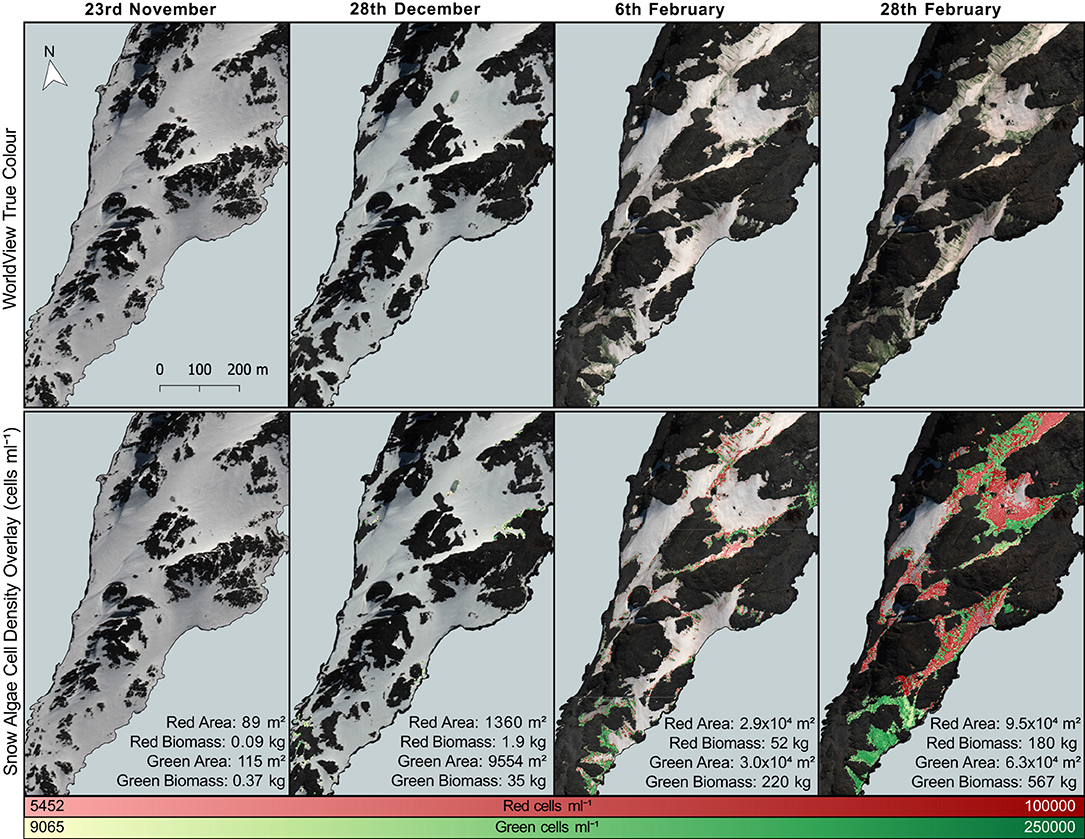 23rd November
28th December
6th February
28th February
WorldView True Colour
N
0 100 200 m
Snow Algae Cell Density Overlay (cells ml⁻¹)
Red Area: 89 m²
Red Biomass: 0.09 kg
Green Area: 115 m²
Green Biomass: 0.37 kg
Red Area: 1360 m²
Red Biomass: 1.9 kg
Green Area: 9554 m²
Green Biomass: 35 kg
Red Area: 2.9x10⁴ m²
Red Biomass: 52 kg
Green Area: 3.0x10⁴ m²
Green Biomass: 220 kg
Red Area: 9.5x10⁴ m²
Red Biomass: 180 kg
Green Area: 6.3x10⁴ m²
Green Biomass: 567 kg
5452 Red cells ml⁻¹ 100000
9065 Green cells ml⁻¹ 250000